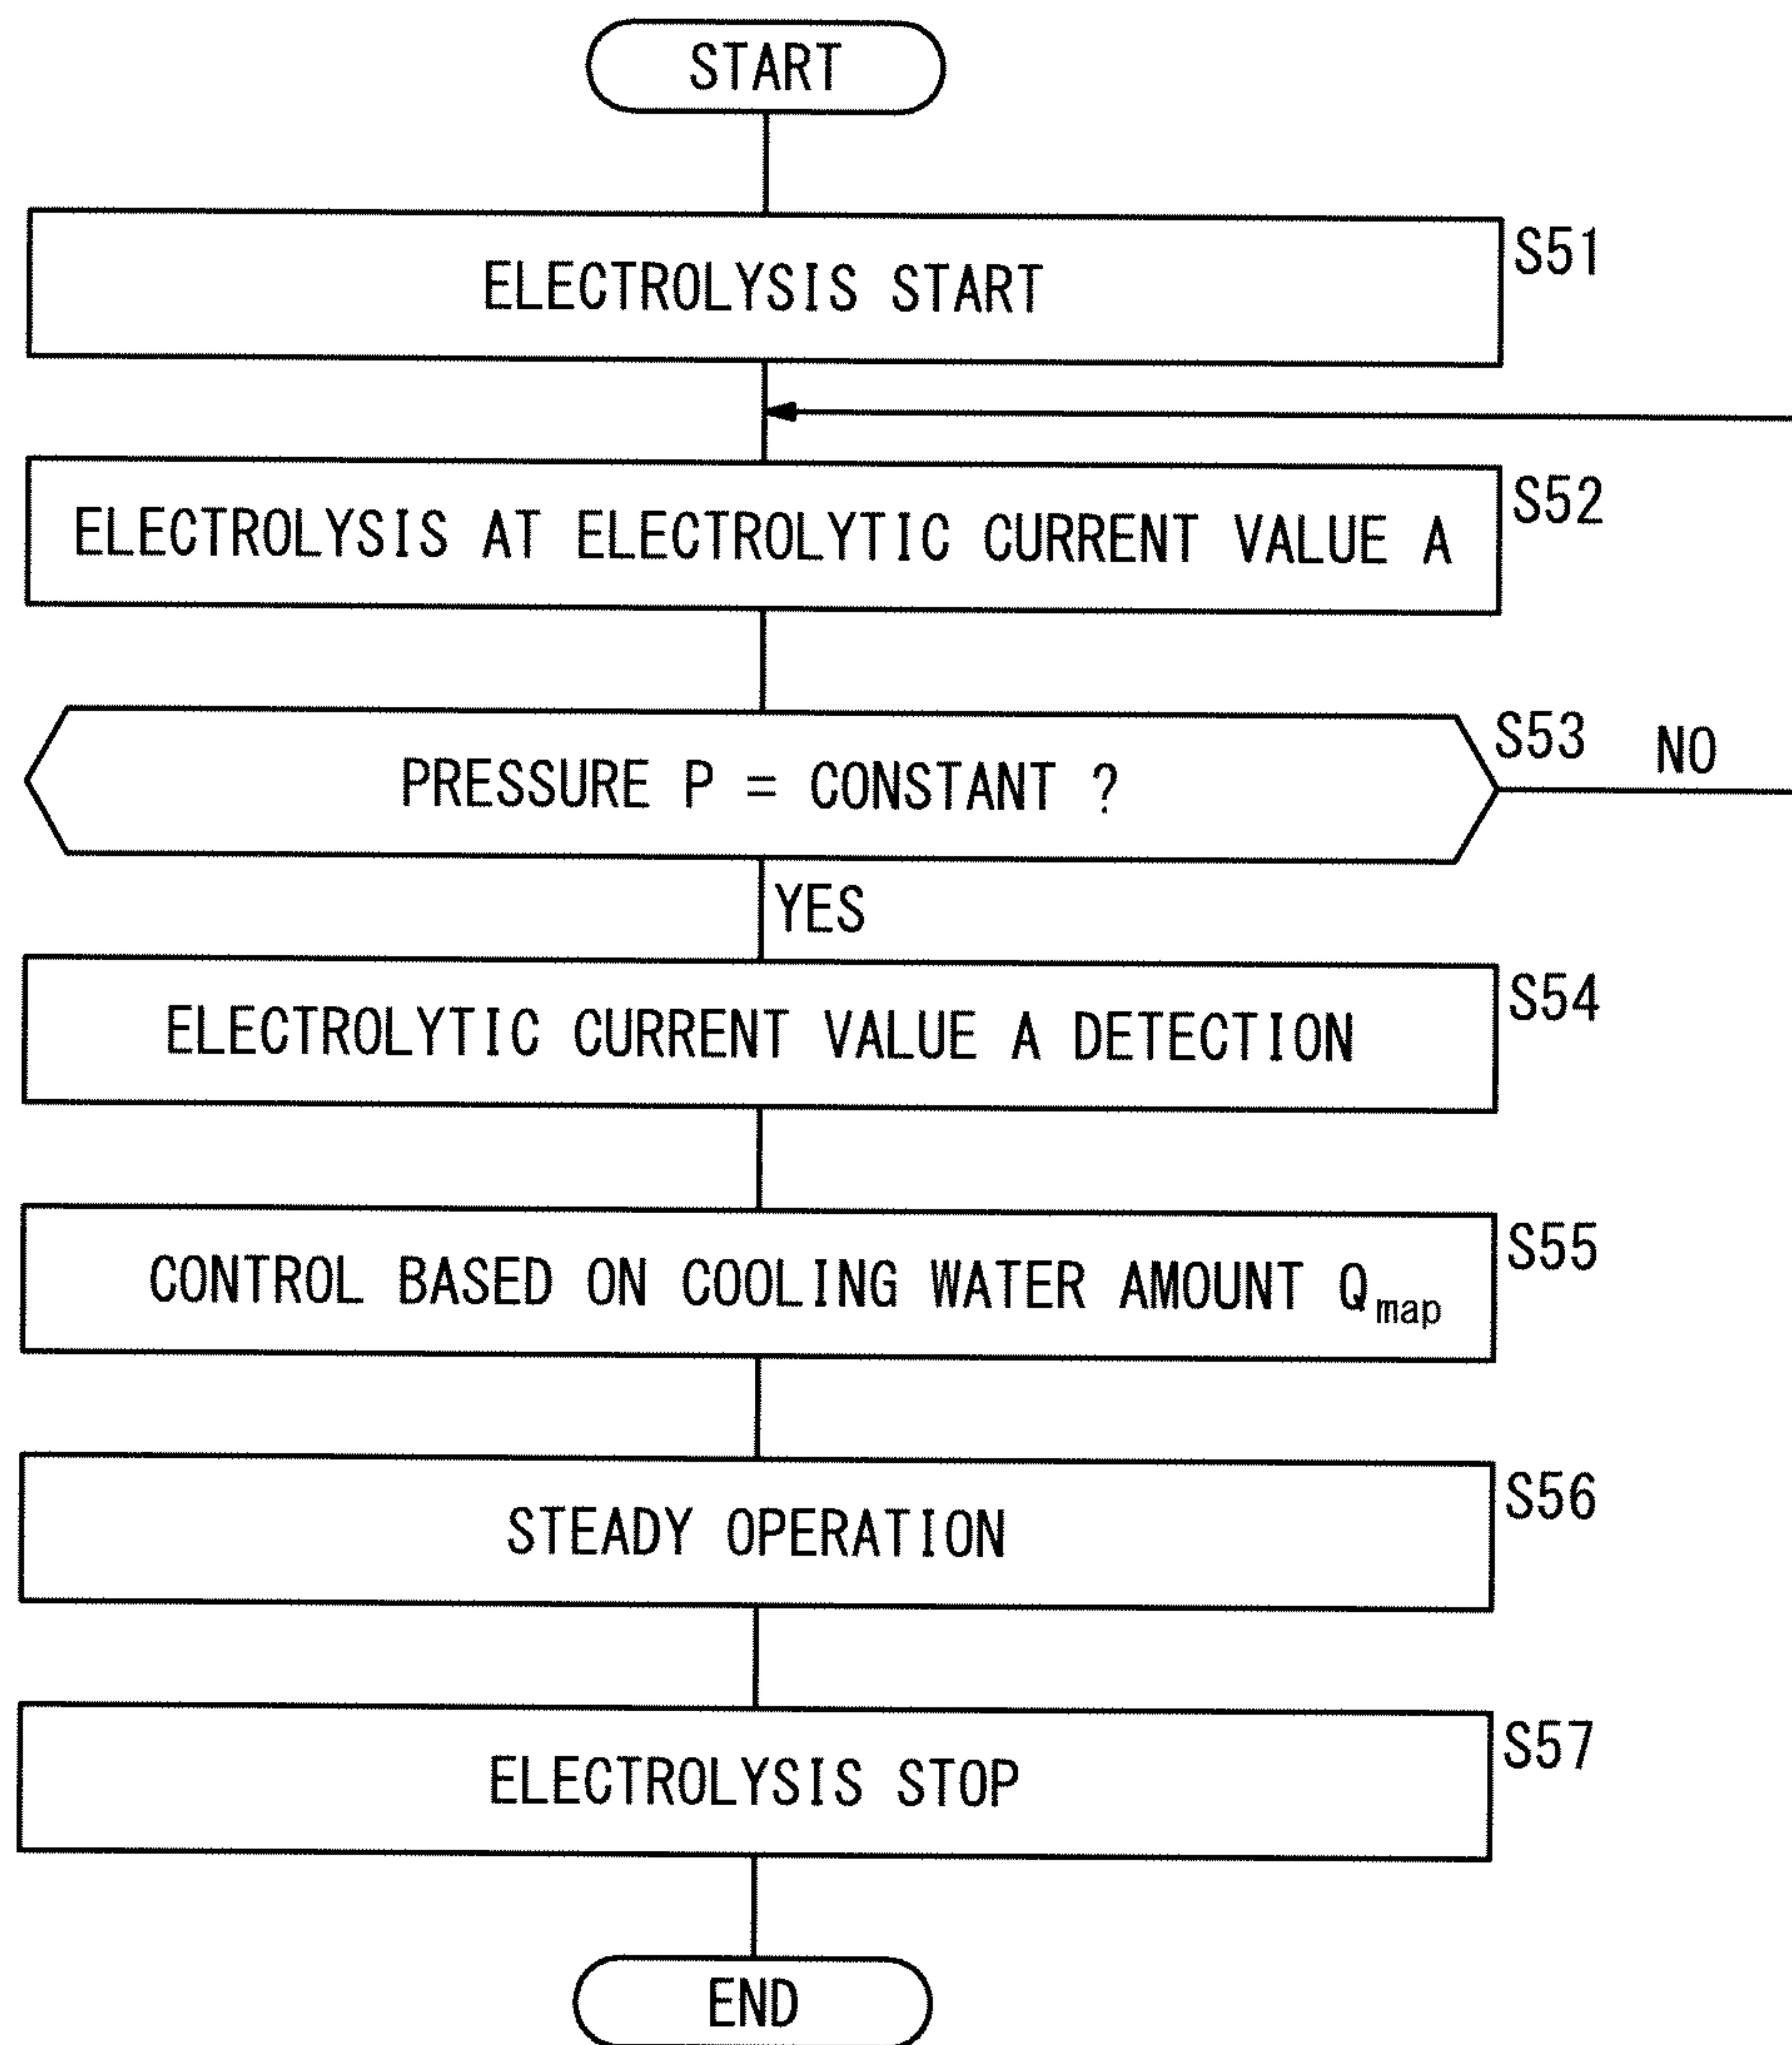 START
ELECTROLYSIS START
S51
ELECTROLYSIS AT ELECTROLYTIC CURRENT VALUE A
S52
PRESSURE P = CONSTANT ?
S53
NO
YES
ELECTROLYTIC CURRENT VALUE A DETECTION
S54
CONTROL BASED ON COOLING WATER AMOUNT Qmap
S55
STEADY OPERATION
S56
ELECTROLYSIS STOP
S57
END